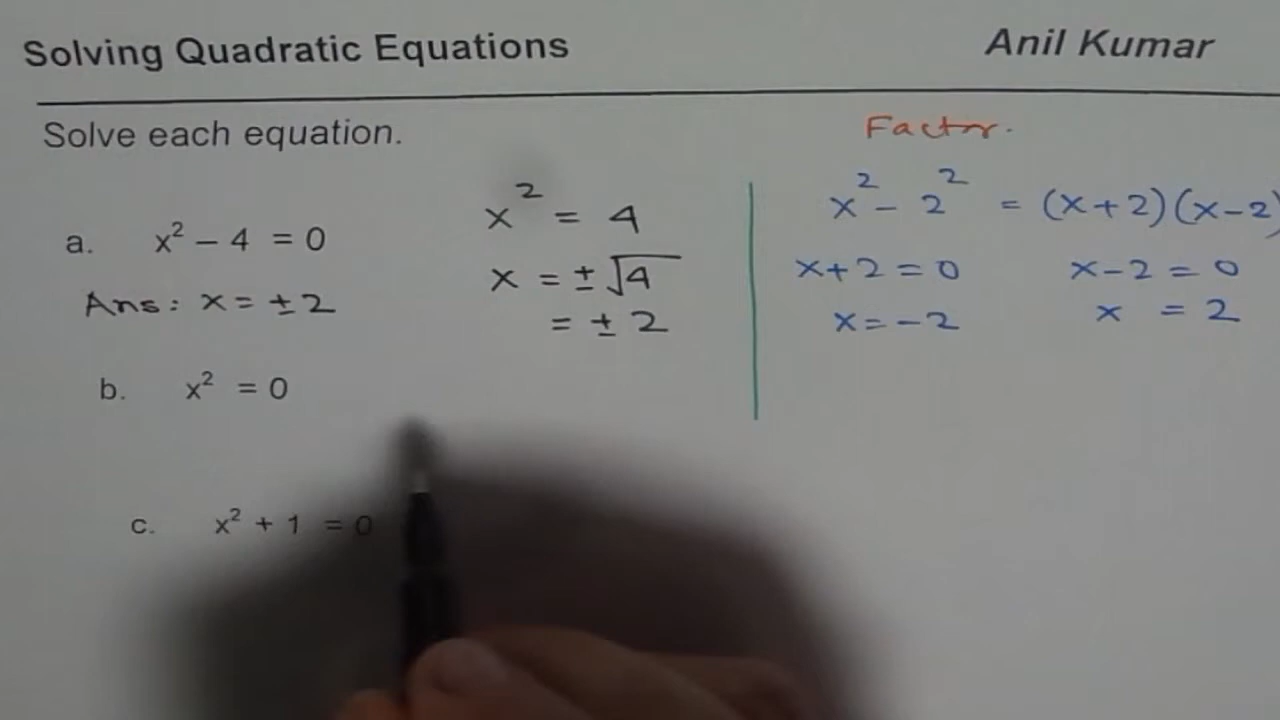 Solving Quadratic Equations
Anil Kumar
Solve each equation.
a. x² − 4 = 0
Ans: x = ±2
x² = 4
x = ±√4
= ±2
Factor.
x² − 2² = (x+2)(x−2)
x+2 = 0
x = −2
x−2 = 0
x = 2
b. x² = 0
c. x² + 1 = 0